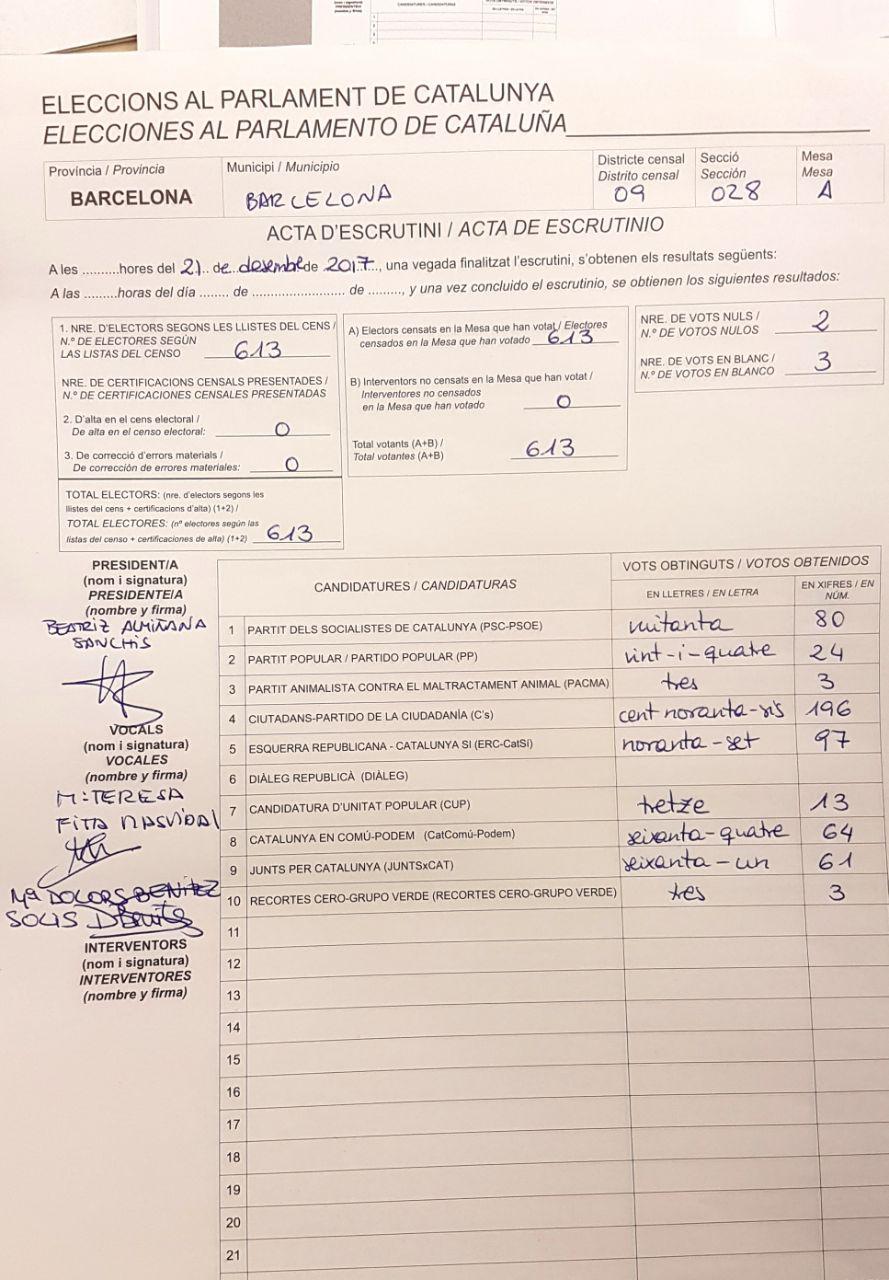 ELECCIONS AL PARLAMENT DE CATALUNYA
ELECCIONES AL PARLAMENTO DE CATALUÑA
Província / Provincia
BARCELONA
Municipi / Municipio
BARCELONA
Districte censal
Distrito censal
09
Secció
Sección
028
Mesa
Mesa
A
ACTA D'ESCRUTINI / ACTA DE ESCRUTINIO
A les .........hores del 21 de desembre de 2017, una vegada finalitzat l'escrutini, s'obtenen els resultats següents:
A las .........horas del día ....... de ...................... de ........., y una vez concluido el escrutinio, se obtienen los siguientes resultados:
1. NRE. D'ELECTORS SEGONS LES LLISTES DEL CENS /
N.º DE ELECTORES SEGÚN
LAS LISTAS DEL CENSO 613
NRE. DE CERTIFICACIONS CENSALS PRESENTADES /
N.º DE CERTIFICACIONES CENSALES PRESENTADAS
2. D'alta en el cens electoral /
De alta en el censo electoral: 0
3. De correcció d'errors materials /
De corrección de errores materiales: 0
TOTAL ELECTORS: (nre. d'electors segons les
llistes del cens + certificacions d'alta) (1+2) /
TOTAL ELECTORES: (nº electores según las
listas del censo + certificaciones de alta) (1+2) 613
A) Electors censats en la Mesa que han votat / Electores
censados en la Mesa que han votado 613
B) Interventors no censats en la Mesa que han votat /
Interventores no censados
en la Mesa que han votado 0
Total votants (A+B) /
Total votantes (A+B) 613
NRE. DE VOTS NULS /
N.º DE VOTOS NULOS 2
NRE. DE VOTS EN BLANC /
N.º DE VOTOS EN BLANCO 3
PRESIDENT/A
(nom i signatura)
PRESIDENTE/A
(nombre y firma)
BEATRIZ ALMIÑANA
SANCHIS
VOCALS
(nom i signatura)
VOCALES
(nombre y firma)
Mª TERESA
FITA MASVIDAL
Mª DOLORS BENITEZ
SOLIS
INTERVENTORS
(nom i signatura)
INTERVENTORES
(nombre y firma)
CANDIDATURES / CANDIDATURAS
VOTS OBTINGUTS / VOTOS OBTENIDOS
EN LLETRES / EN LETRA
EN XIFRES / EN NÚM.
1 PARTIT DELS SOCIALISTES DE CATALUNYA (PSC-PSOE) vuitanta 80
2 PARTIT POPULAR / PARTIDO POPULAR (PP) vint-i-quatre 24
3 PARTIT ANIMALISTA CONTRA EL MALTRACTAMENT ANIMAL (PACMA) tres 3
4 CIUTADANS-PARTIDO DE LA CIUDADANÍA (C's) cent noranta-sis 196
5 ESQUERRA REPUBLICANA - CATALUNYA SI (ERC-CatSí) noranta-set 97
6 DIÀLEG REPUBLICÀ (DIÀLEG)
7 CANDIDATURA D'UNITAT POPULAR (CUP) tretze 13
8 CATALUNYA EN COMÚ-PODEM (CatComú-Podem) seixanta-quatre 64
9 JUNTS PER CATALUNYA (JUNTSxCAT) seixanta-un 61
10 RECORTES CERO-GRUPO VERDE (RECORTES CERO-GRUPO VERDE) tres 3
11
12
13
14
15
16
17
18
19
20
21